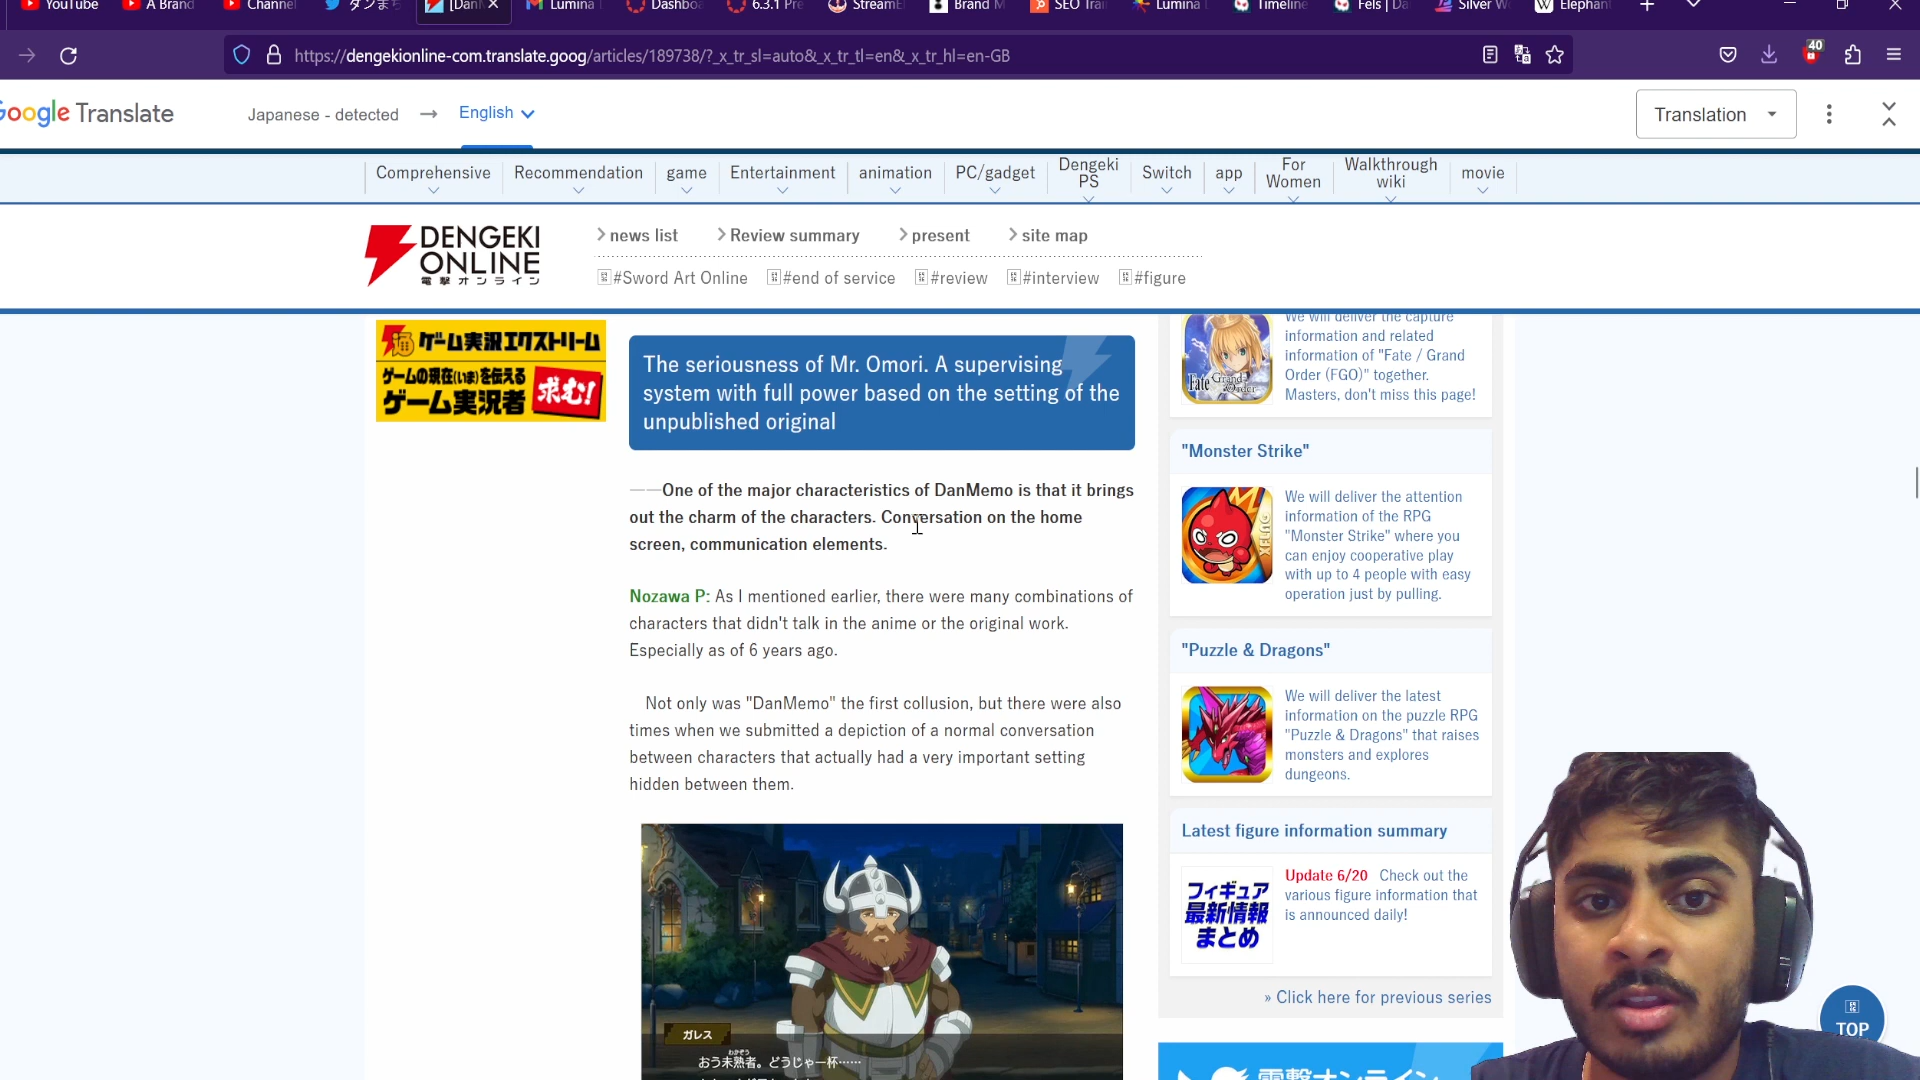 YouTube
A Brand
Channel
ダンまち
[Dan
Lumina
Dashbo
6.3.1 Pre
StreamE
Brand M
SEO Trai
Lumina
Timeline
Fels | Da
Silver W
Elephant
https://dengekionline-com.translate.goog/articles/189738/?_x_tr_sl=auto&_x_tr_tl=en&_x_tr_hl=en-GB
40
Google Translate
Japanese - detected → English
Translation
Comprehensive
Recommendation
game
Entertainment
animation
PC/gadget
Dengeki
PS
Switch
app
For
Women
Walkthrough
wiki
movie
DENGEKI
ONLINE
電撃オンライン
news list
Review summary
present
site map
#Sword Art Online
#end of service
#review
#interview
#figure
ゲーム実況エクストリーム
ゲームの現在(いま)を伝える
ゲーム実況者 求む!
The seriousness of Mr. Omori. A supervising
system with full power based on the setting of the
unpublished original
——One of the major characteristics of DanMemo is that it brings
out the charm of the characters. Conversation on the home
screen, communication elements.
Nozawa P: As I mentioned earlier, there were many combinations of
characters that didn't talk in the anime or the original work.
Especially as of 6 years ago.
Not only was "DanMemo" the first collusion, but there were also
times when we submitted a depiction of a normal conversation
between characters that actually had a very important setting
hidden between them.
ガレス
わかぞう
おう未熟者。どうじゃ一杯……
We will deliver the capture
information and related
information of "Fate / Grand
Order (FGO)" together.
Masters, don't miss this page!
Fate Grand Order
"Monster Strike"
We will deliver the attention
information of the RPG
"Monster Strike" where you
can enjoy cooperative play
with up to 4 people with easy
operation just by pulling.
XFLAG
"Puzzle & Dragons"
We will deliver the latest
information on the puzzle RPG
"Puzzle & Dragons" that raises
monsters and explores
dungeons.
Latest figure information summary
フィギュア
最新情報
まとめ
Update 6/20 Check out the
various figure information that
is announced daily!
» Click here for previous series
電撃オンライン
TOP